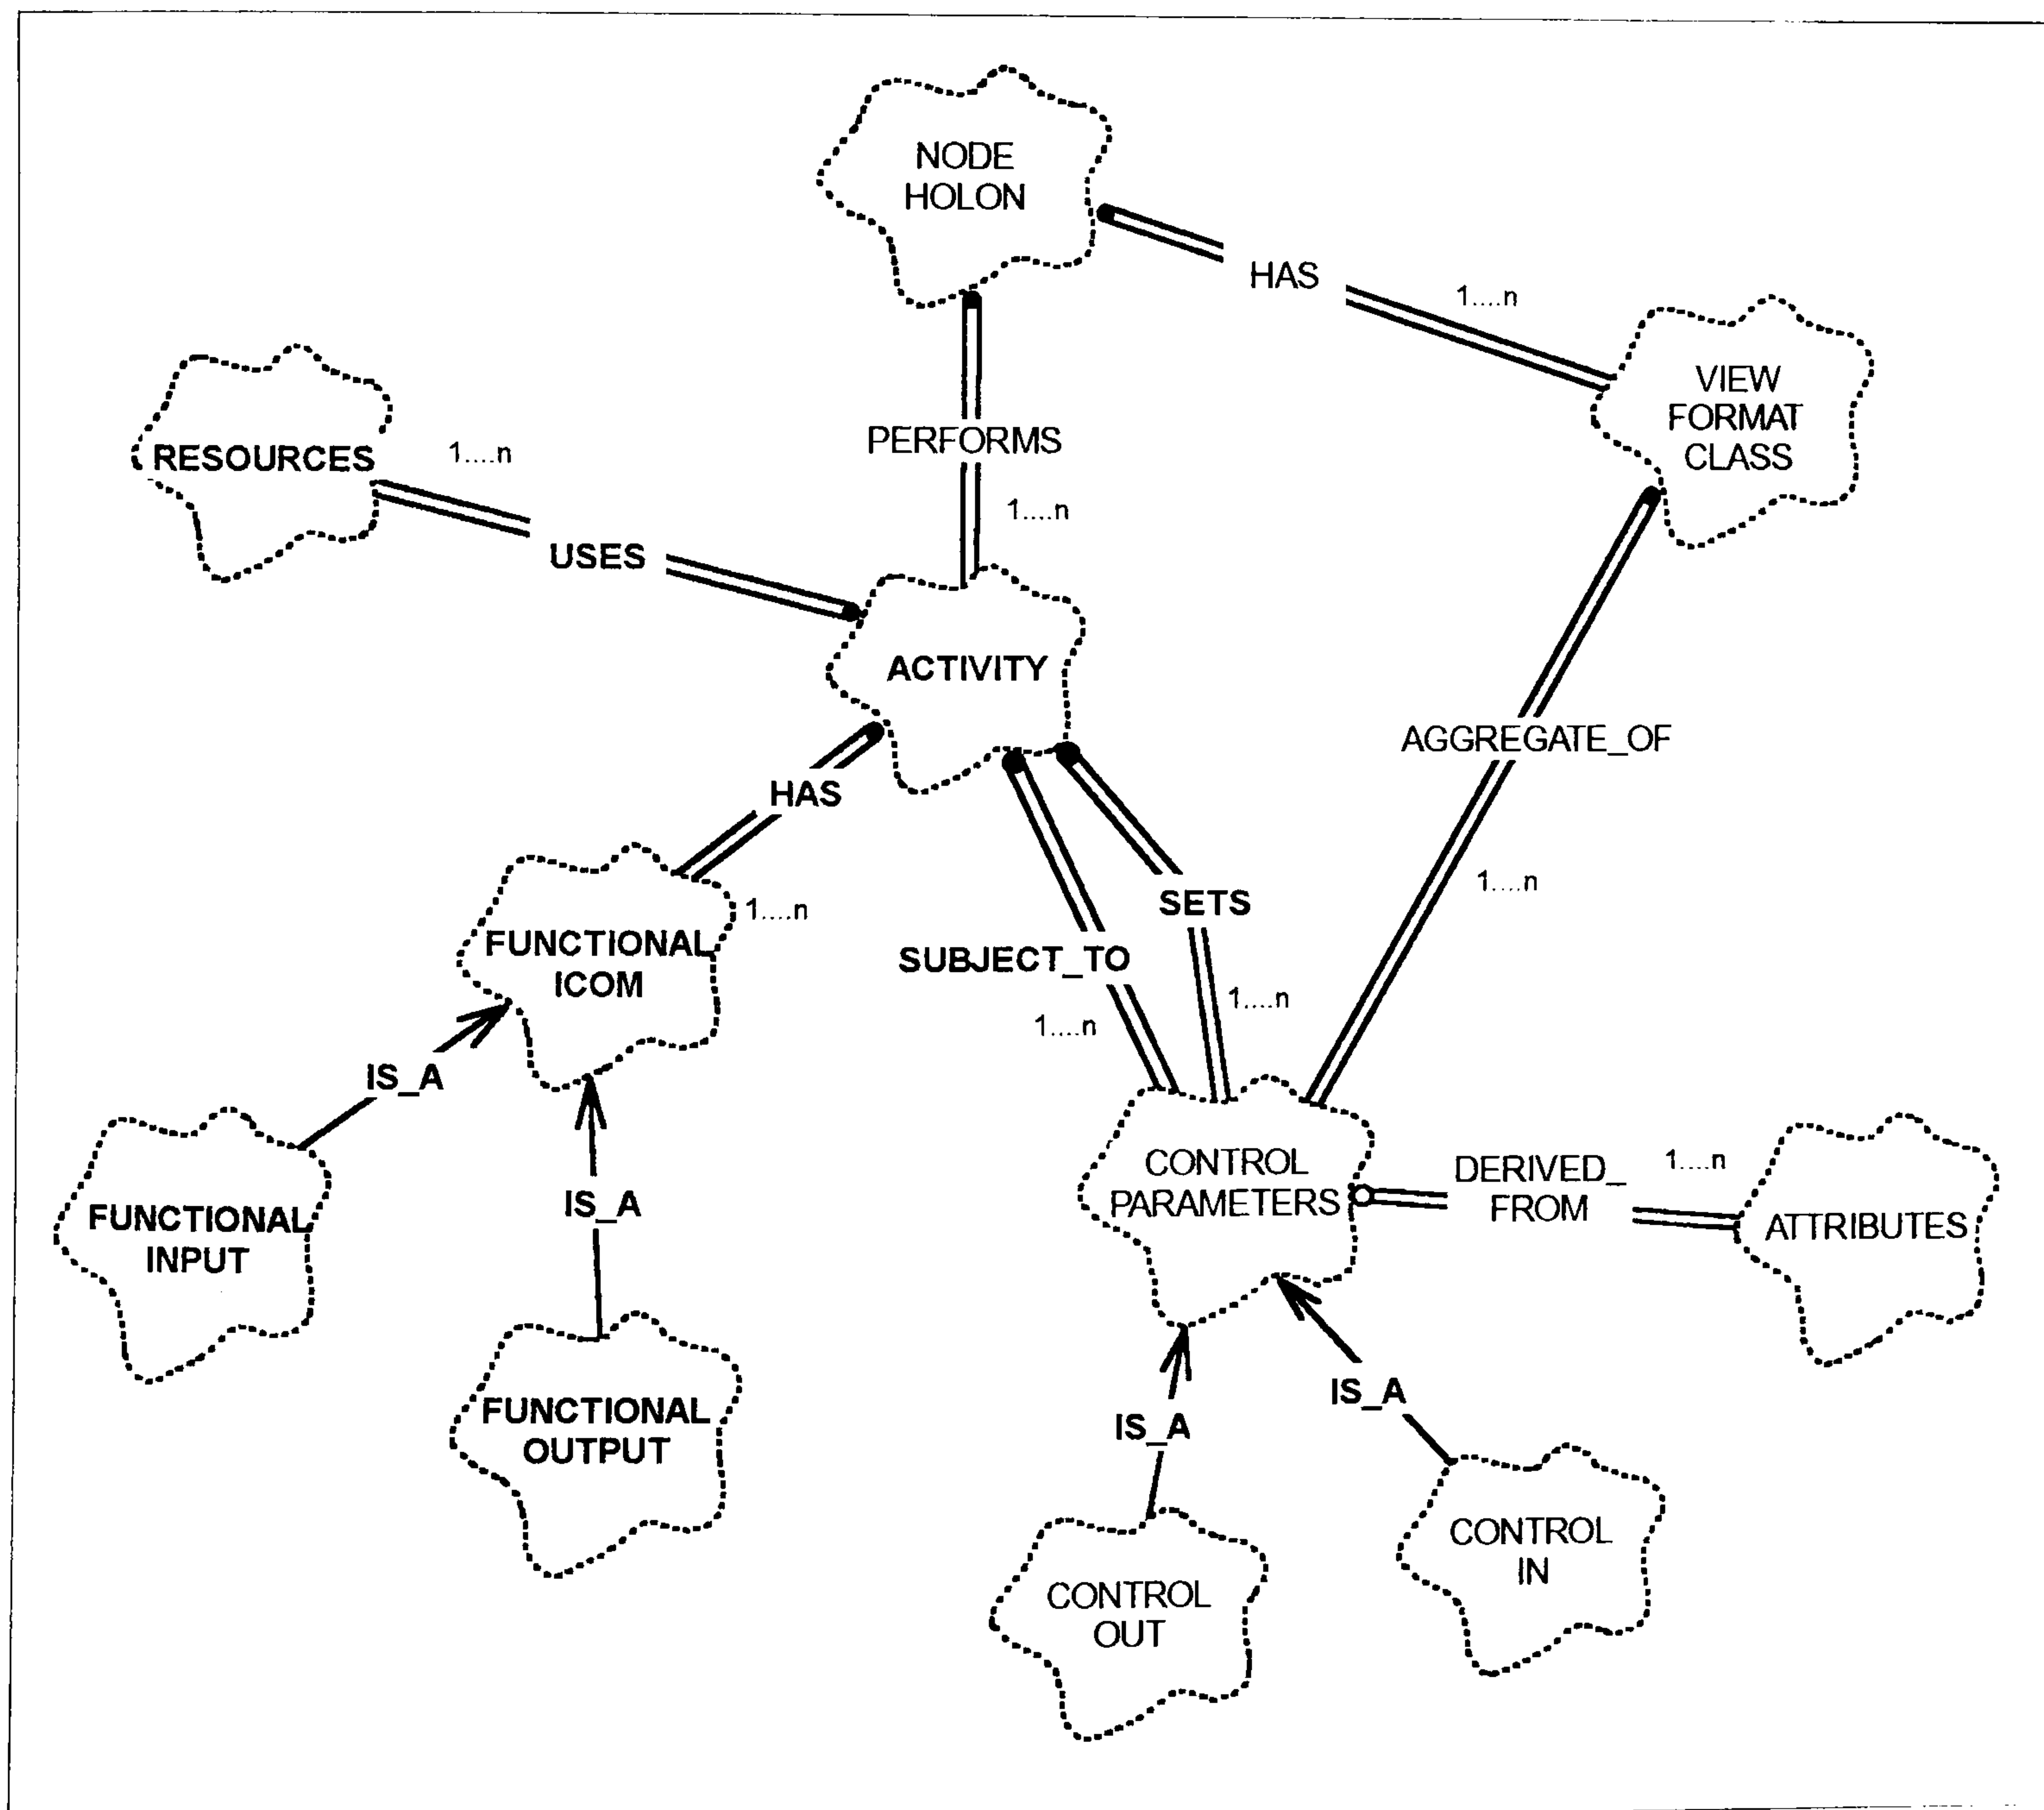 NODE
HOLON
HAS
1....n
VIEW
FORMAT
CLASS
RESOURCES
1....n
PERFORMS
1....n
USES
ACTIVITY
AGGREGATE_OF
HAS
1....n
SETS
1....n
FUNCTIONAL
ICOM
SUBJECT_TO
1....n
1....n
IS_A
FUNCTIONAL
INPUT
IS_A
CONTROL
PARAMETERS
DERIVED_
FROM
1....n
ATTRIBUTES
FUNCTIONAL
OUTPUT
IS_A
IS_A
CONTROL
OUT
CONTROL
IN